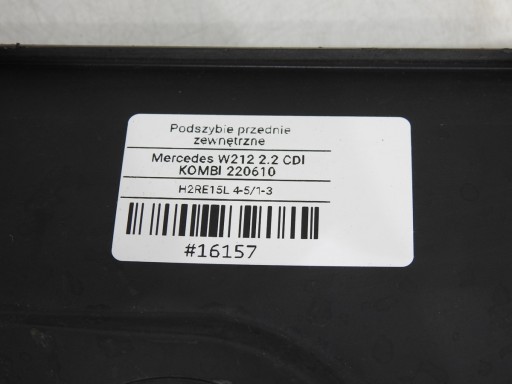 Podszybie przednie
zewnętrzne
Mercedes W212 2.2 CDI
KOMBI 220610
H2RE15L 4-5/1-3
#16157